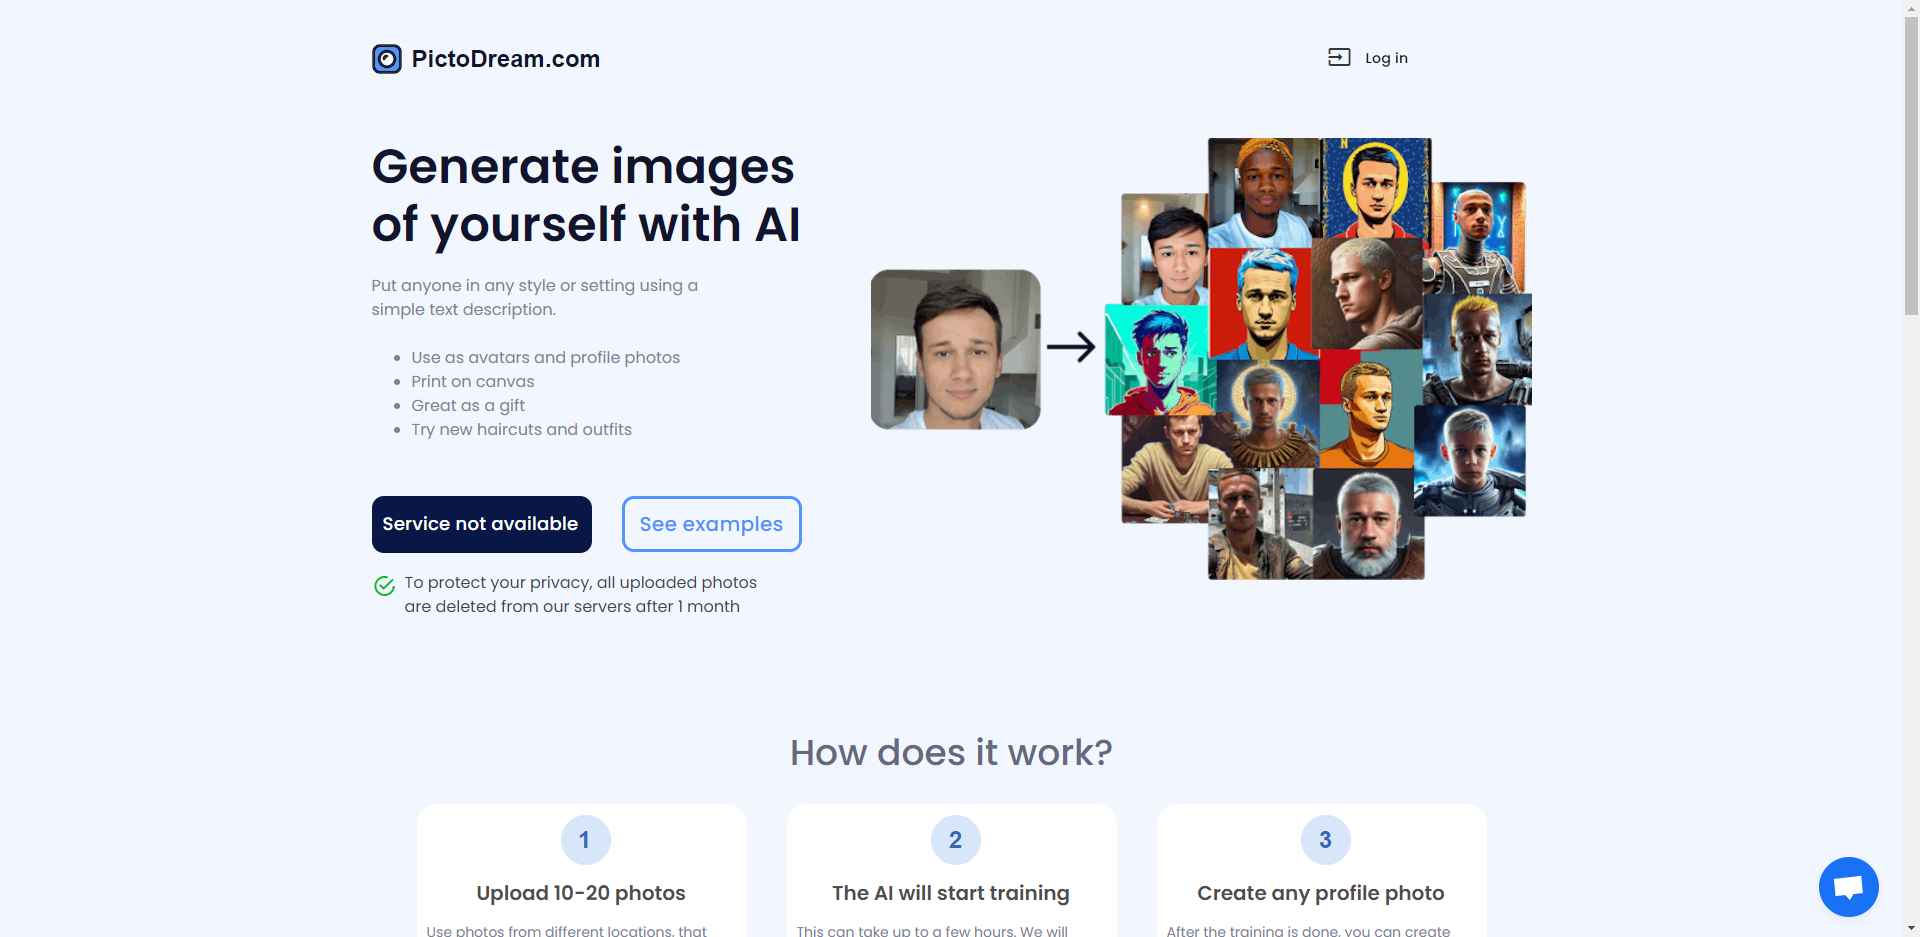 PictoDream.com
Log in
Generate images
of yourself with AI
Put anyone in any style or setting using a
simple text description.
Use as avatars and profile photos
Print on canvas
Great as a gift
Try new haircuts and outfits
Service not available
See examples
To protect your privacy, all uploaded photos
are deleted from our servers after 1 month
How does it work?
1
Upload 10-20 photos
Use photos from different locations, that
2
The AI will start training
This can take up to a few hours. We will
3
Create any profile photo
After the training is done, you can create